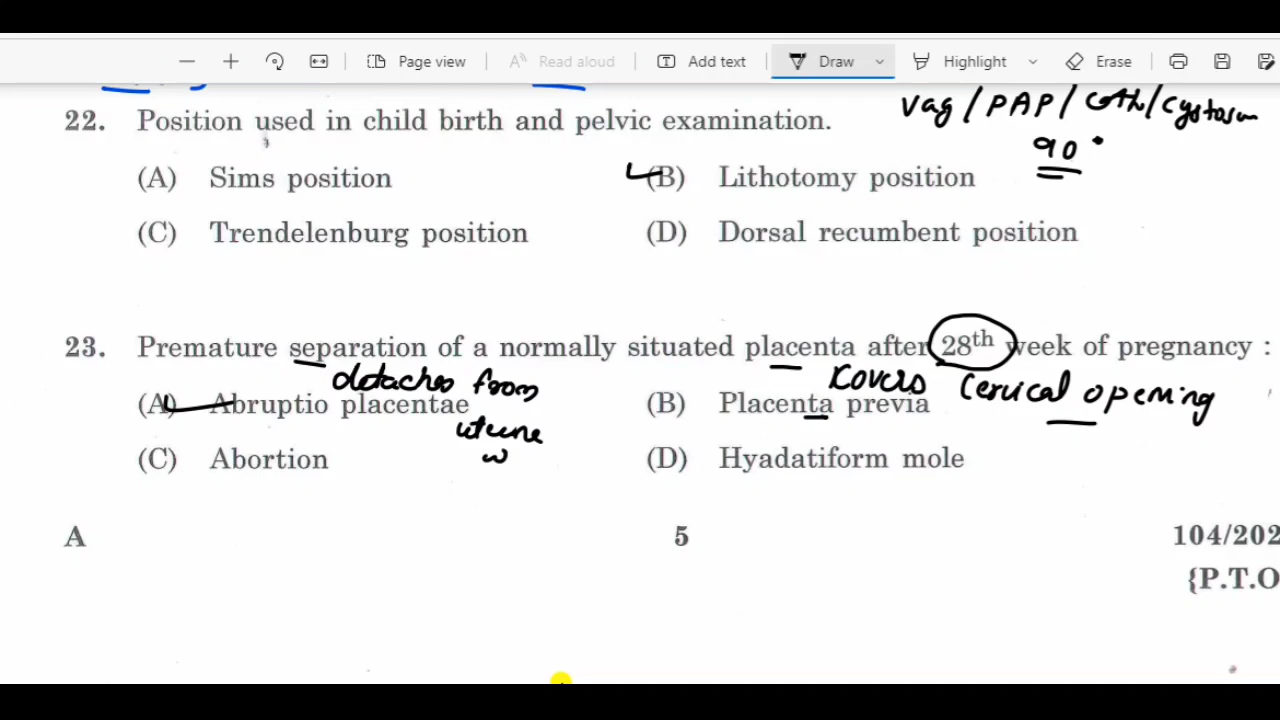 Page view
Read aloud
Add text
Draw
Highlight
Erase
vag / PAP / Cath / Cystosm
22. Position used in child birth and pelvic examination.
90°
(A) Sims position (B) Lithotomy position
(C) Trendelenburg position (D) Dorsal recumbent position
23. Premature separation of a normally situated placenta after 28th week of pregnancy :
detaches from covers cervical opening
(A) Abruptio placentae (B) Placenta previa
uterine
w
(C) Abortion (D) Hyadatiform mole
A 5 104/202
{P.T.O